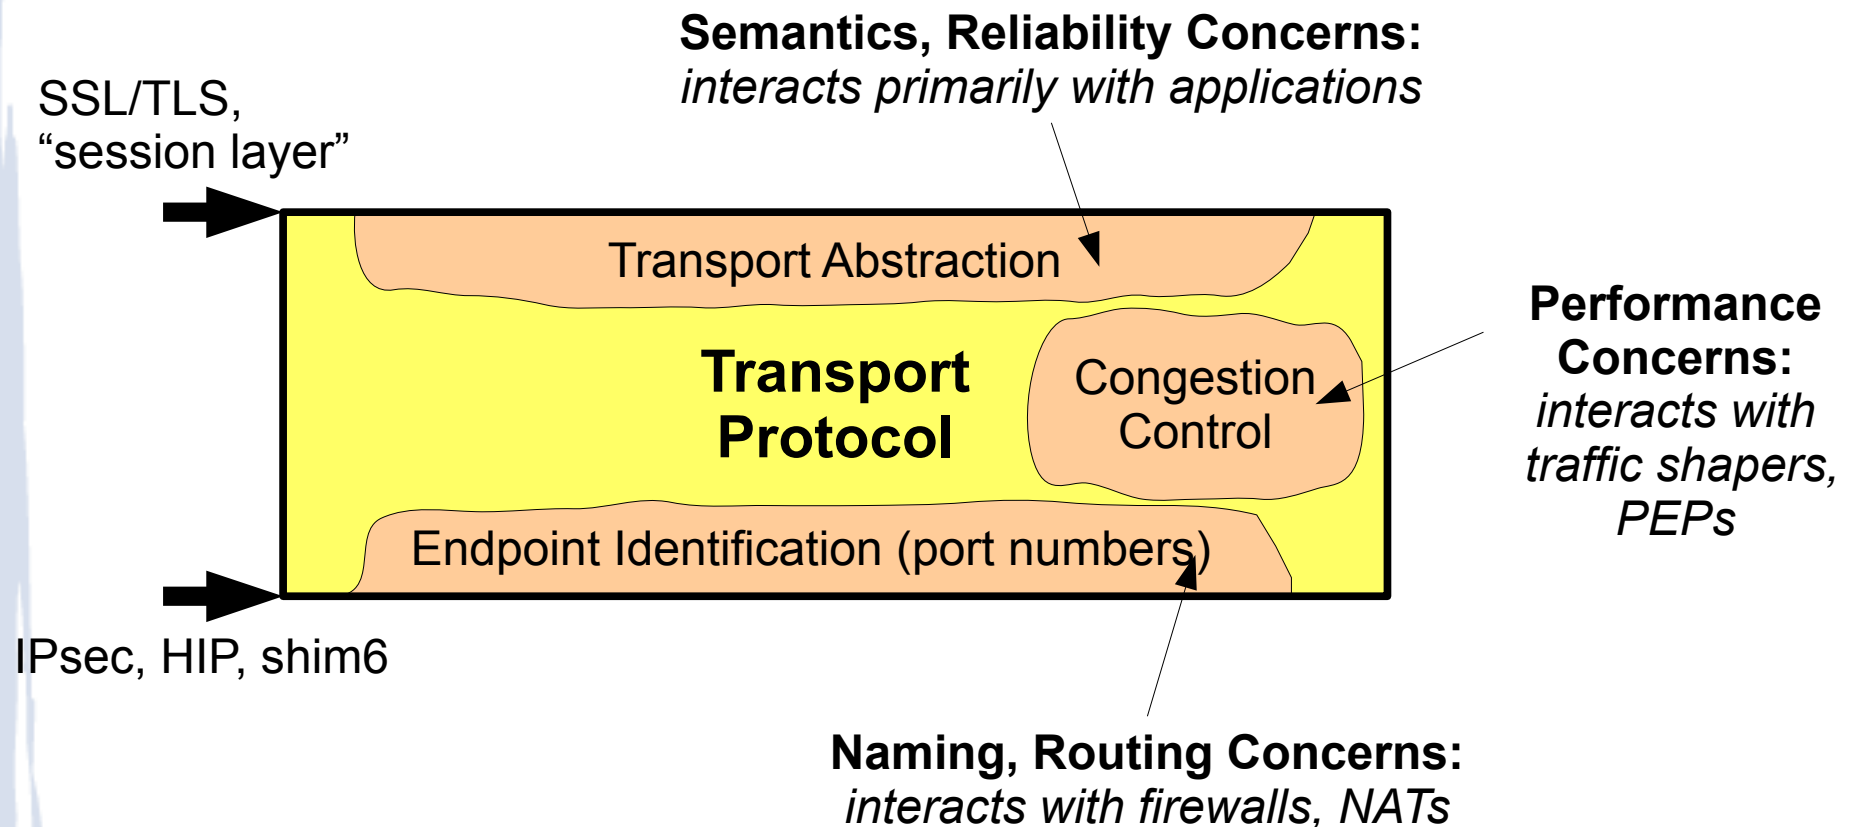 Semantics, Reliability Concerns:
interacts primarily with applications
SSL/TLS,
“session layer”
Transport Abstraction
Performance
Concerns:
interacts with
traffic shapers,
PEPs
Transport
Protocol
Congestion
Control
Endpoint Identification (port numbers)
IPsec, HIP, shim6
Naming, Routing Concerns:
interacts with firewalls, NATs